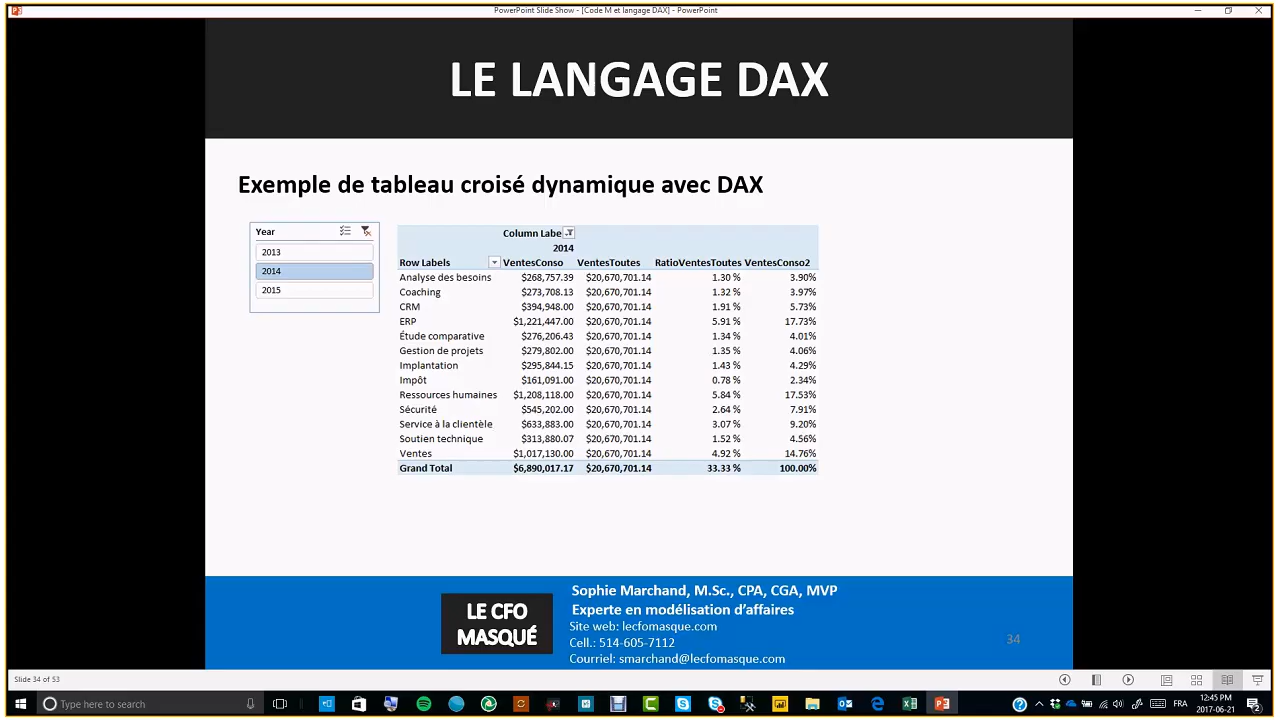 PowerPoint Slide Show - [Code M et langage DAX] - PowerPoint
LE LANGAGE DAX
Exemple de tableau croisé dynamique avec DAX
Year
2013
2014
2015
Column Labe
2014
Row Labels VentesConso VentesToutes RatioVentesToutes VentesConso2
Analyse des besoins $268,757.39 $20,670,701.14 1.30 % 3.90%
Coaching $273,708.13 $20,670,701.14 1.32 % 3.97%
CRM $394,948.00 $20,670,701.14 1.91 % 5.73%
ERP $1,221,447.00 $20,670,701.14 5.91 % 17.73%
Étude comparative $276,206.43 $20,670,701.14 1.34 % 4.01%
Gestion de projets $279,802.00 $20,670,701.14 1.35 % 4.06%
Implantation $295,844.15 $20,670,701.14 1.43 % 4.29%
Impôt $161,091.00 $20,670,701.14 0.78 % 2.34%
Ressources humaines $1,208,118.00 $20,670,701.14 5.84 % 17.53%
Sécurité $545,202.00 $20,670,701.14 2.64 % 7.91%
Service à la clientèle $633,883.00 $20,670,701.14 3.07 % 9.20%
Soutien technique $313,880.07 $20,670,701.14 1.52 % 4.56%
Ventes $1,017,130.00 $20,670,701.14 4.92 % 14.76%
Grand Total $6,890,017.17 $20,670,701.14 33.33 % 100.00%
LE CFO
MASQUÉ
Sophie Marchand, M.Sc., CPA, CGA, MVP
Experte en modélisation d'affaires
Site web: lecfomasque.com
Cell.: 514-605-7112
Courriel: smarchand@lecfomasque.com
34
Slide 34 of 53
Type here to search
FRA
12:45 PM
2017-06-21